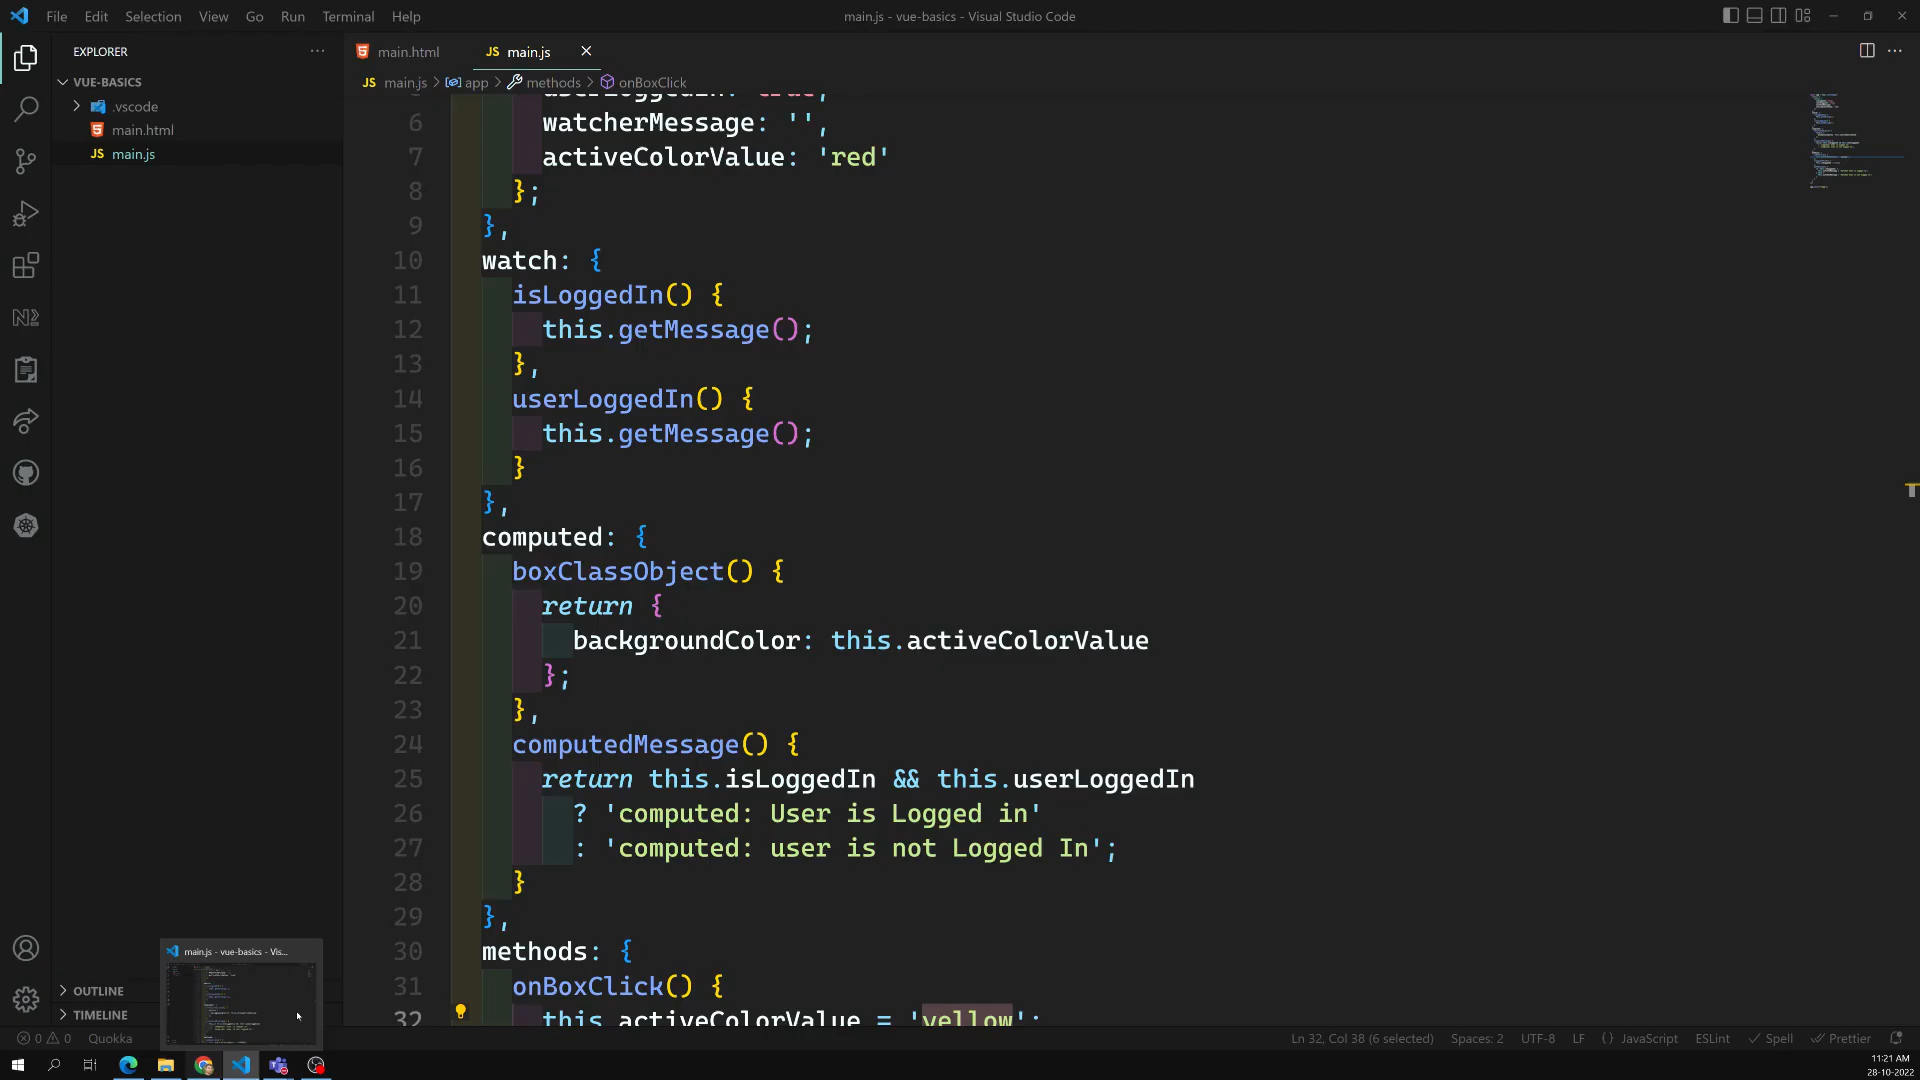 File Edit Selection View Go Run Terminal Help
main.js - vue-basics - Visual Studio Code
EXPLORER
VUE-BASICS
.vscode
main.html
JS main.js
main.html
JS main.js
JS main.js > app > methods > onBoxClick
6 watcherMessage: '',
7 activeColorValue: 'red'
8 };
9 },
10 watch: {
11 isLoggedIn() {
12 this.getMessage();
13 },
14 userLoggedIn() {
15 this.getMessage();
16 }
17 },
18 computed: {
19 boxClassObject() {
20 return {
21 backgroundColor: this.activeColorValue
22 };
23 },
24 computedMessage() {
25 return this.isLoggedIn && this.userLoggedIn
26 ? 'computed: User is Logged in'
27 : 'computed: user is not Logged In';
28 }
29 },
30 methods: {
31 onBoxClick() {
32 this.activeColorValue = 'yellow';
OUTLINE
TIMELINE
main.js - vue-basics - Vis...
0 0 Quokka
Ln 32, Col 38 (6 selected) Spaces: 2 UTF-8 LF {} JavaScript ESLint Spell Prettier
11:21 AM
28-10-2022